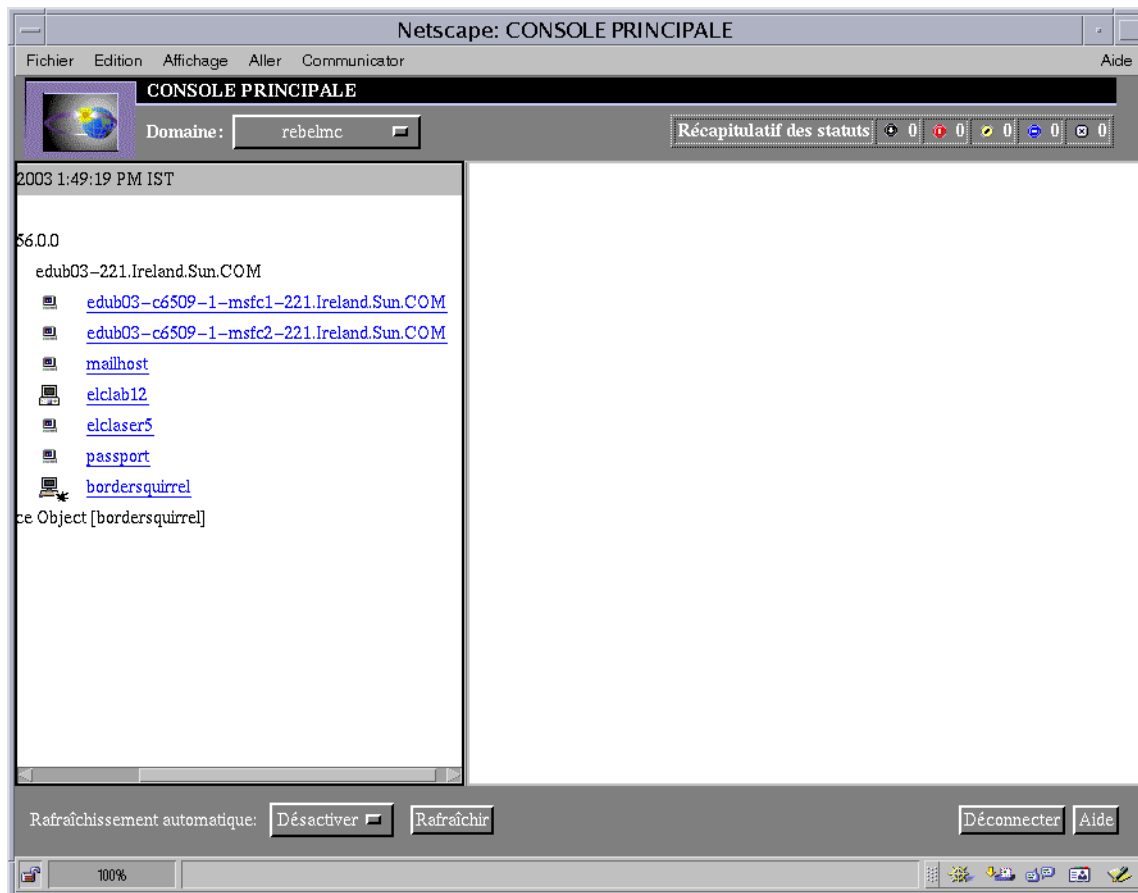 Netscape: CONSOLE PRINCIPALE
Fichier Edition Affichage Aller Communicator Aide
CONSOLE PRINCIPALE
Domaine: rebelmc Récapitulatif des statuts 0 0 0 0 0
2003 1:49:19 PM IST
56.0.0
edub03-221.Ireland.Sun.COM
edub03-c6509-1-msfc1-221.Ireland.Sun.COM
edub03-c6509-1-msfc2-221.Ireland.Sun.COM
mailhost
elclab12
elclaser5
passport
bordersquirrel
ce Object [bordersquirrel]
Rafraîchissement automatique: Désactiver Rafraîchir Déconnecter Aide
100%